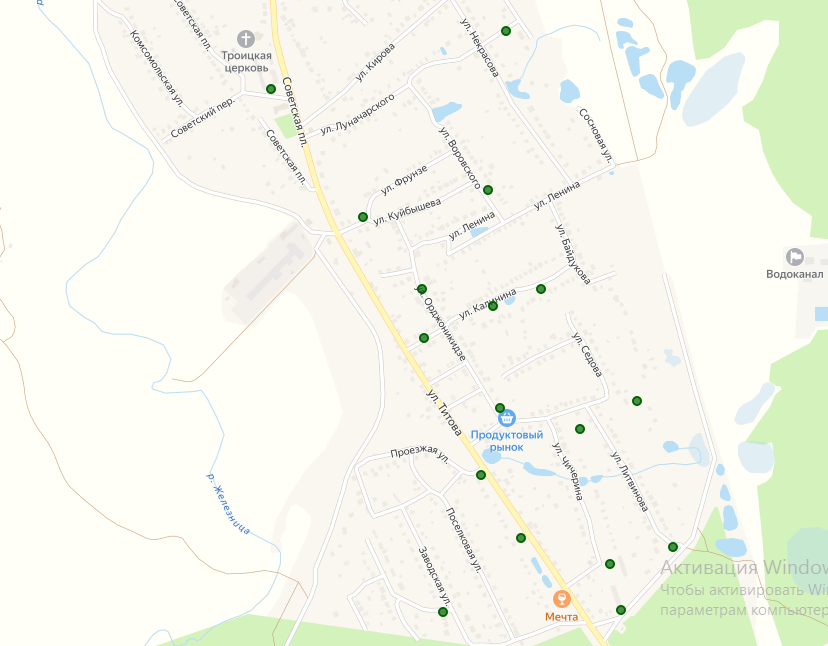 Советская пл.
Комсомольская ул.
Троицкая
церковь
Советский пер.
Советская пл.
Советская пл.
ул. Кирова
ул. Некрасова
ул. Луначарского
ул. Воровского
Сосновая ул.
ул. Фрунзе
ул. Куйбышева
ул. Ленина
ул. Ленина
ул. Байдукова
Водоканал
ул. Орджоникидзе
ул. Калинина
ул. Седова
ул. Титова
Продуктовый
рынок
Проезжая ул.
ул. Чичерина
ул. Литвинова
р. Железница
Поселковая ул.
Заводская ул.
Мечта
Активация Window
Чтобы активировать Wi
параметрам компьютер